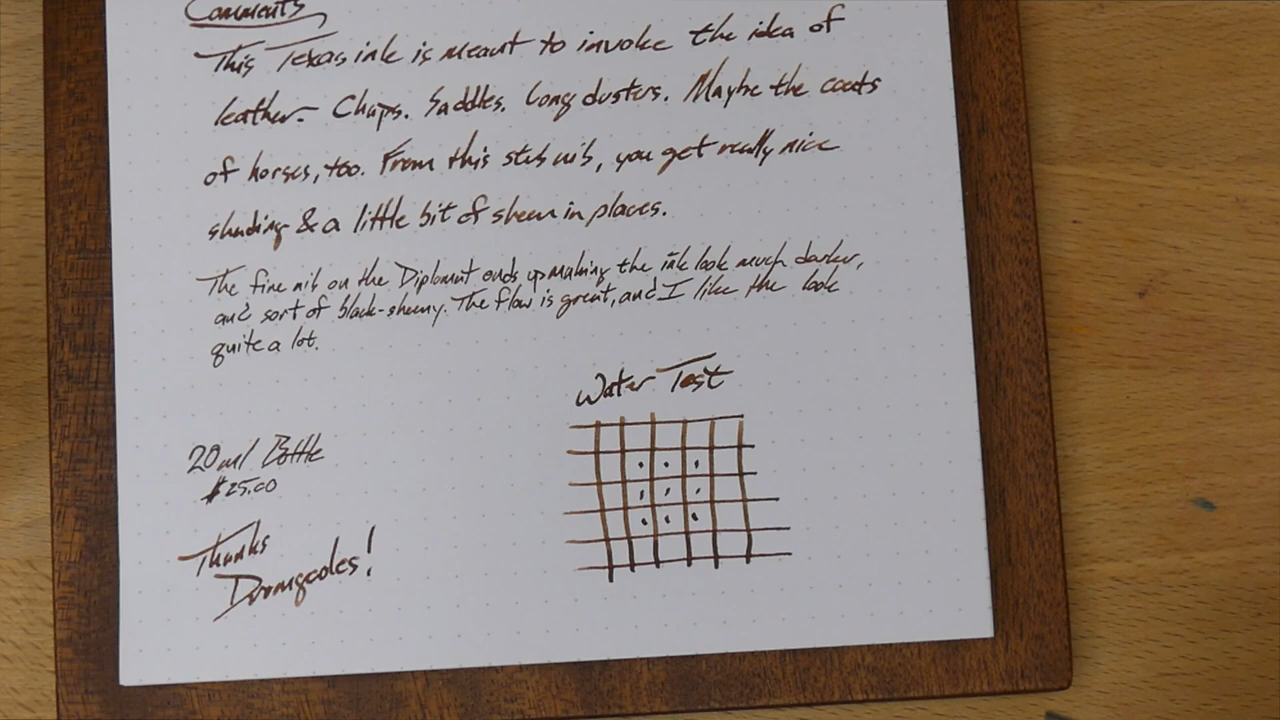 Comments
This Texas ink is meant to invoke the idea of
leather. Chaps. Saddles. Long dusters. Maybe the coats
of horses, too. From this stub nib, you get really nice
shading & a little bit of sheen in places.
The fine nib on the Diplomat ends up making the ink look much darker,
and sort of black-sheeny. The flow is great, and I like the look
quite a lot.
Water Test
20ml Bottle
$25.00
Thanks